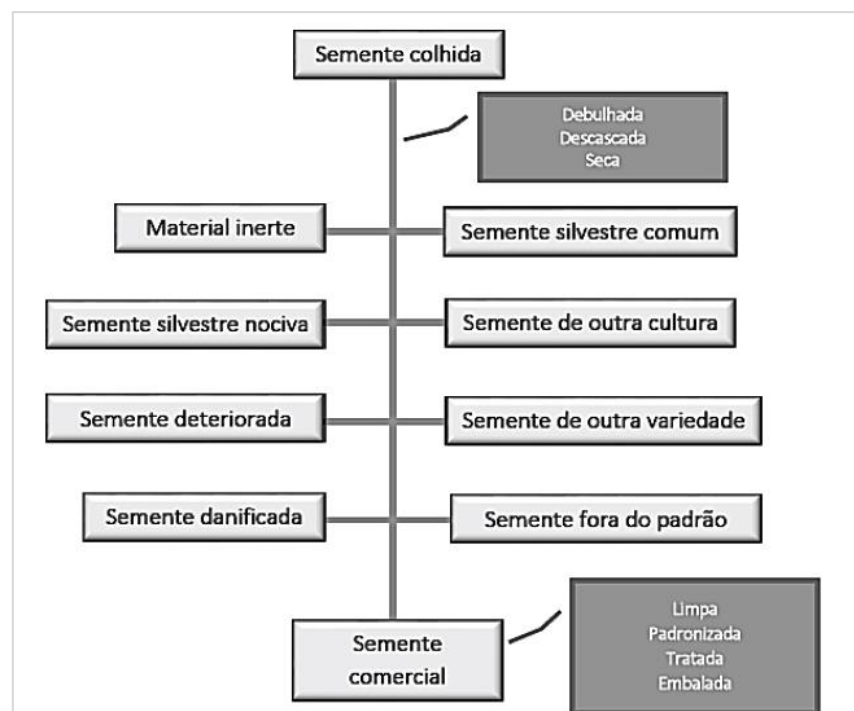 Semente colhida
Debulhada
Descascada
Seca
Material inerte
Semente silvestre comum
Semente silvestre nociva
Semente de outra cultura
Semente deteriorada
Semente de outra variedade
Semente danificada
Semente fora do padrão
Semente
comercial
Limpa
Padronizada
Tratada
Embalada